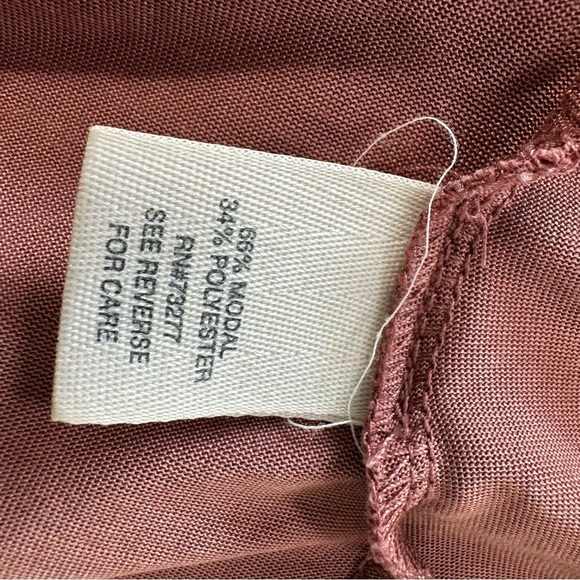 66% MODAL
34% POLYESTER
RN#73277
SEE REVERSE
FOR CARE